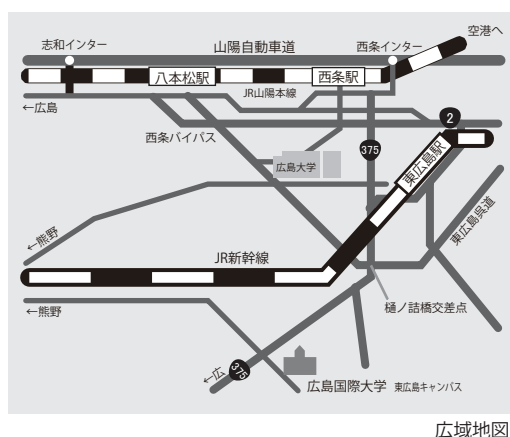 空港へ
志和インター
山陽自動車道
西条インター
八本松駅
西条駅
JR山陽本線
←広島
2
西条バイパス
375
広島大学
東広島駅
東広島呉道
←熊野
JR新幹線
←熊野
樋ノ詰橋交差点
←広
375
広島国際大学 東広島キャンパス
広域地図